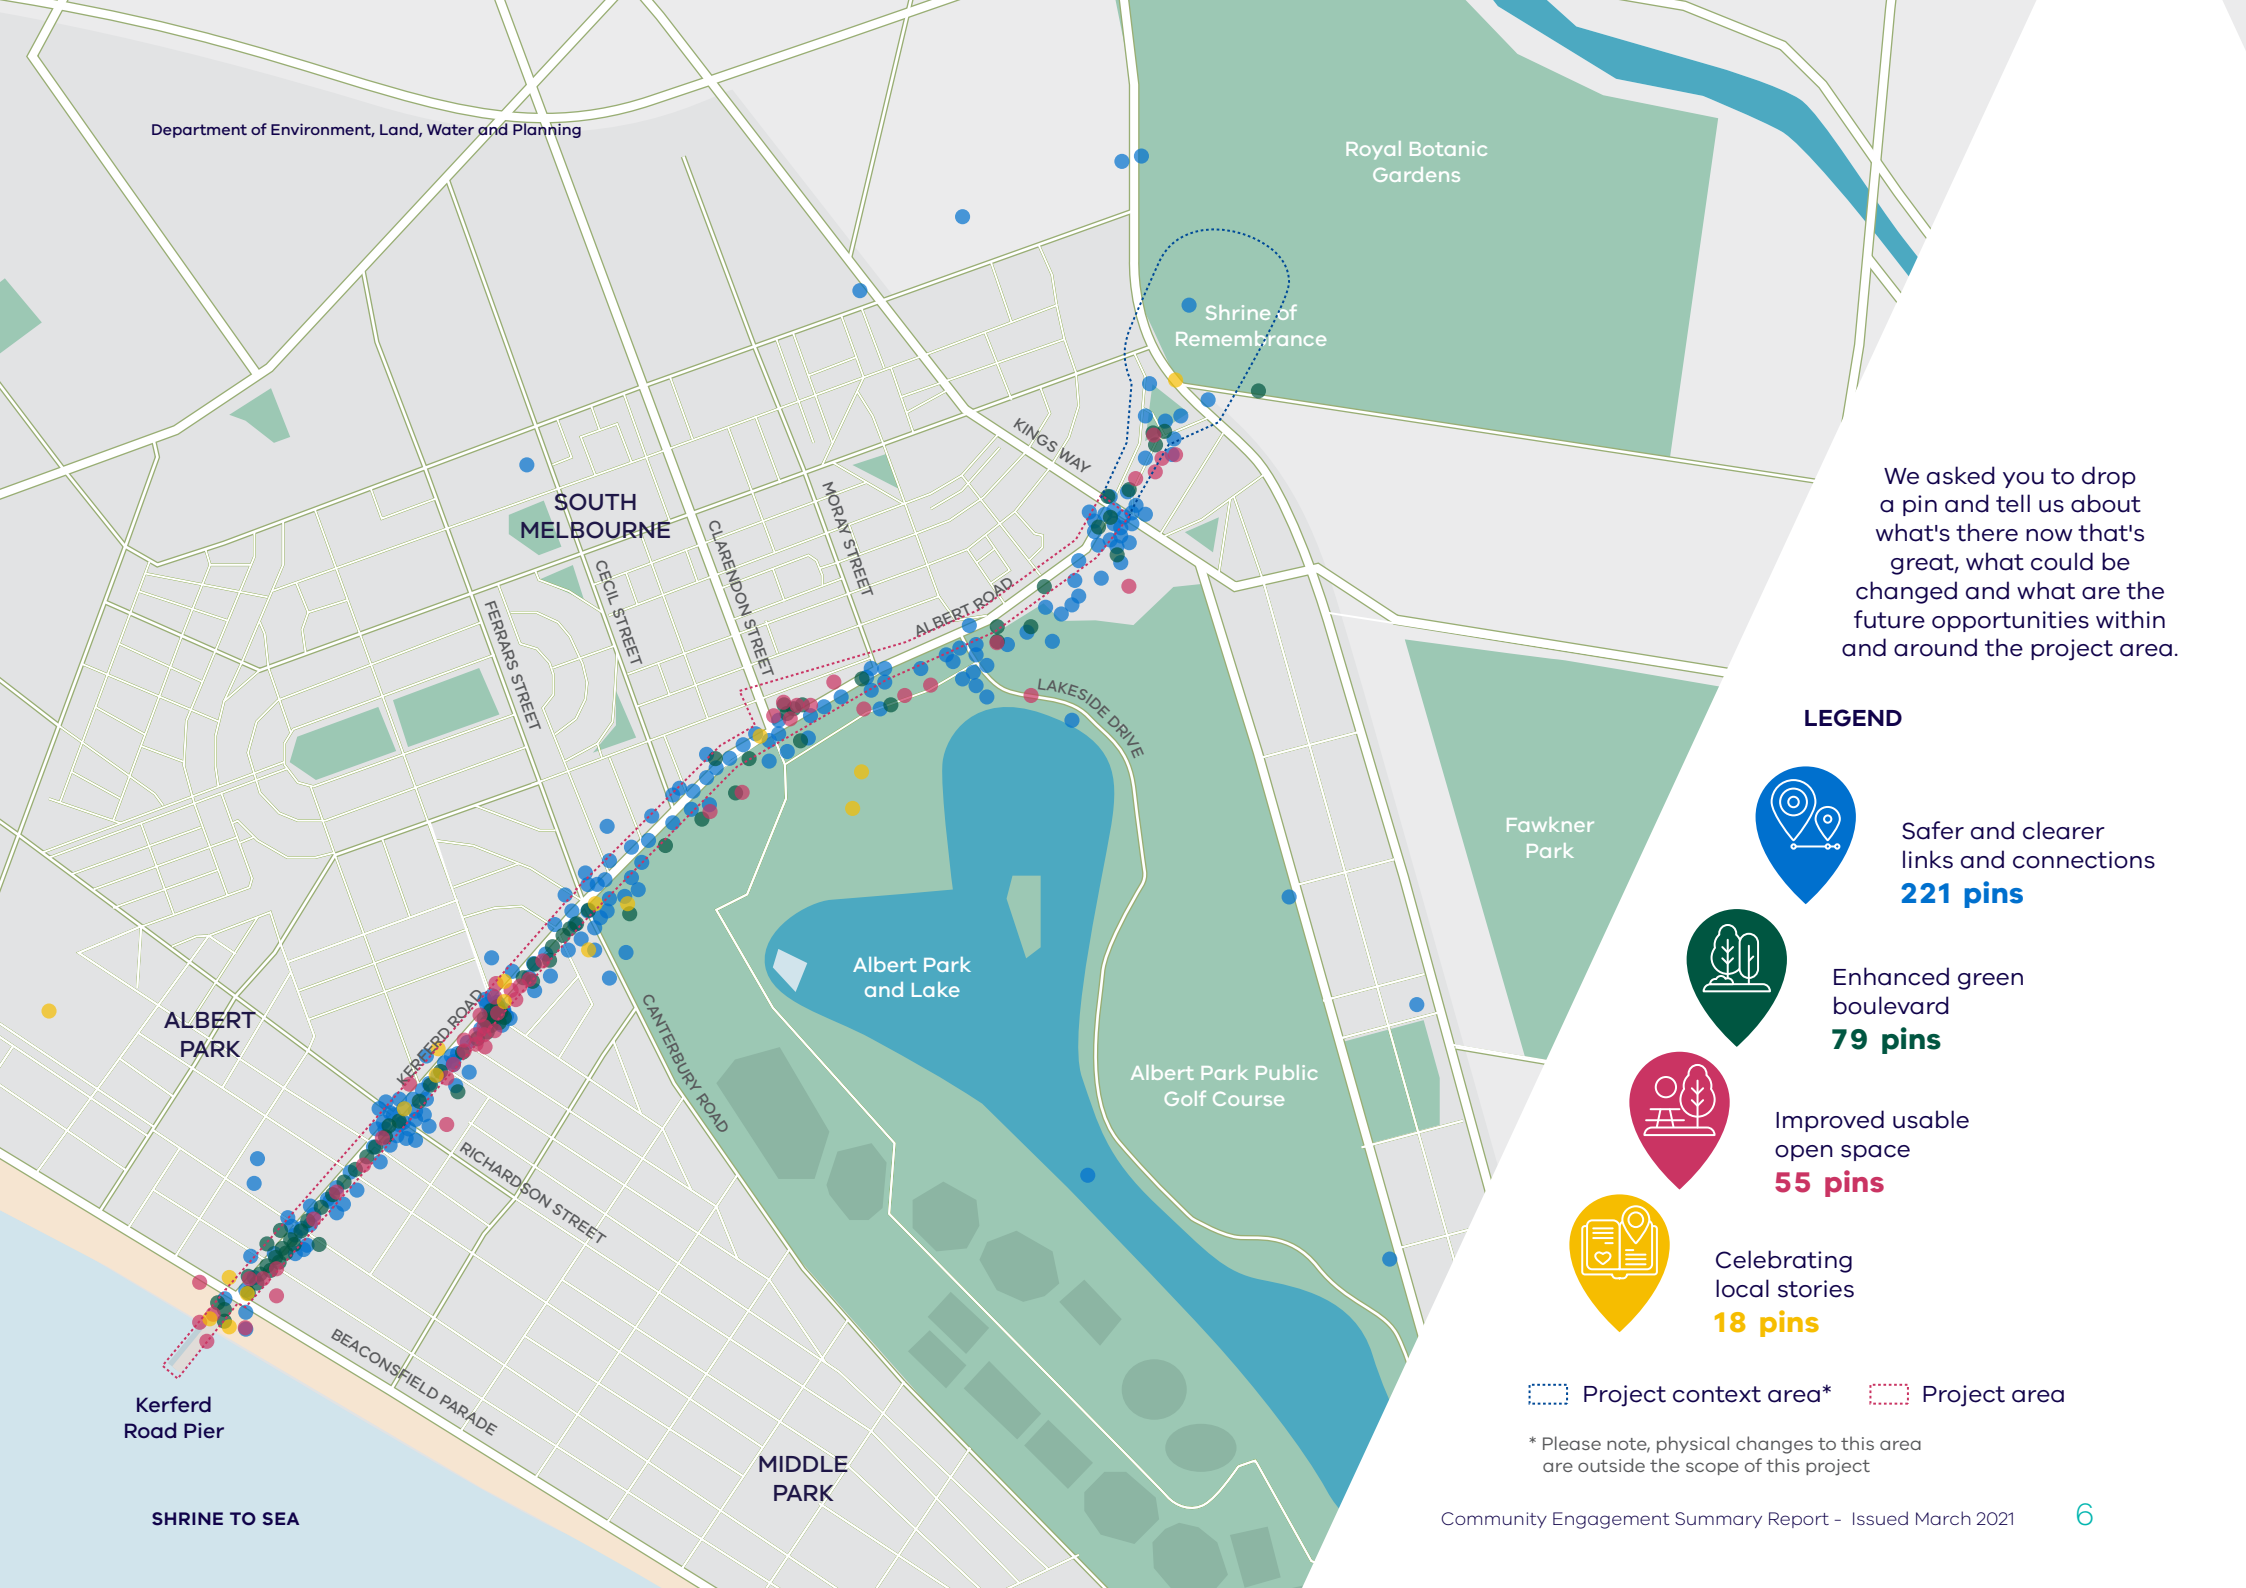 Department of Environment, Land, Water and Planning
Royal Botanic
Gardens
Shrine of
Remembrance
KINGS WAY
SOUTH
MELBOURNE
MORAY STREET
CLARENDON STREET
CECIL STREET
FERRARS STREET
ALBERT ROAD
LAKESIDE DRIVE
Fawkner
Park
Albert Park
and Lake
ALBERT
PARK
KERFERD ROAD
CANTERBURY ROAD
Albert Park Public
Golf Course
RICHARDSON STREET
BEACONSFIELD PARADE
Kerferd
Road Pier
MIDDLE
PARK
We asked you to drop
a pin and tell us about
what's there now that's
great, what could be
changed and what are the
future opportunities within
and around the project area.
LEGEND
Safer and clearer
links and connections
221 pins
Enhanced green
boulevard
79 pins
Improved usable
open space
55 pins
Celebrating
local stories
18 pins
Project context area*
Project area
* Please note, physical changes to this area
are outside the scope of this project
SHRINE TO SEA
Community Engagement Summary Report - Issued March 2021
6